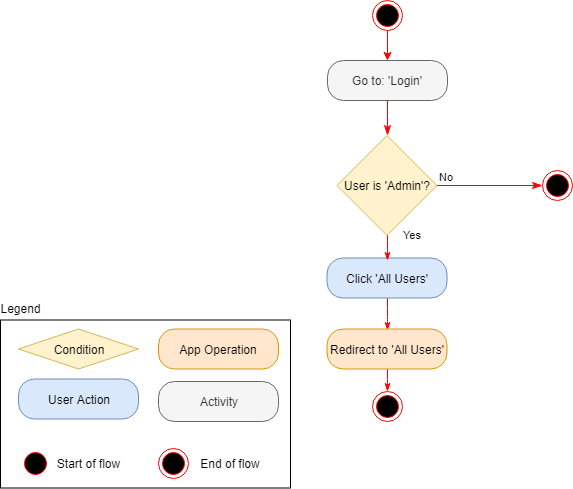 Go to: 'Login'
User is 'Admin'?
No
Yes
Click 'All Users'
Redirect to 'All Users'
Legend
Condition
App Operation
User Action
Activity
Start of flow
End of flow